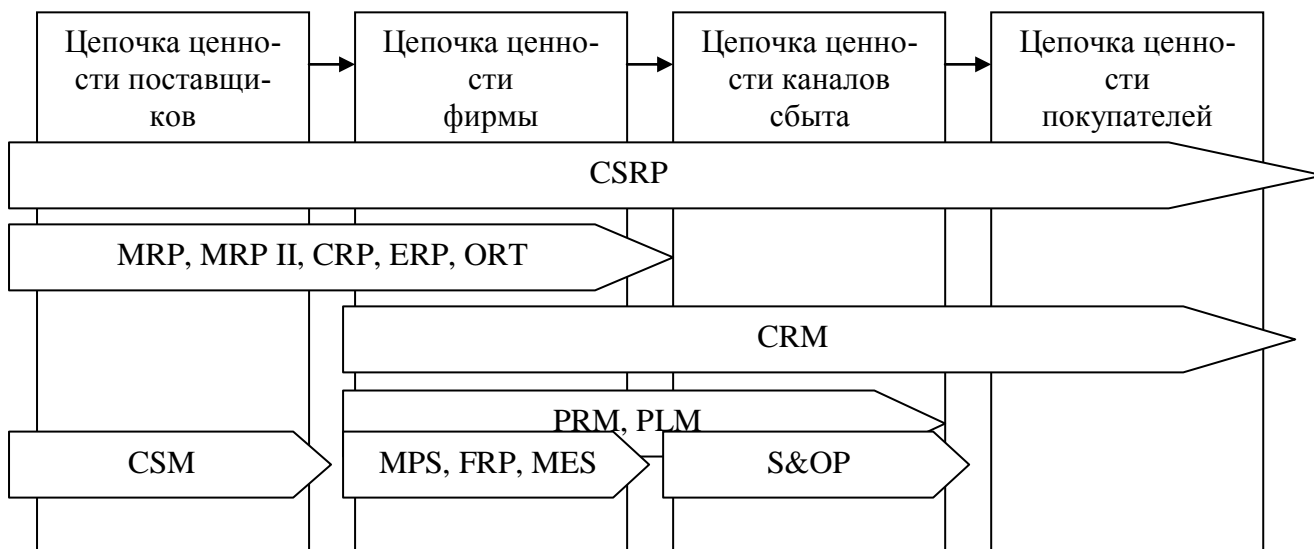 Цепочка ценно-
сти поставщи-
ков
Цепочка ценно-
сти
фирмы
Цепочка ценно-
сти каналов
сбыта
Цепочка ценно-
сти
покупателей
CSRP
MRP, MRP II, CRP, ERP, ORT
CRM
PRM, PLM
CSM
MPS, FRP, MES
S&OP